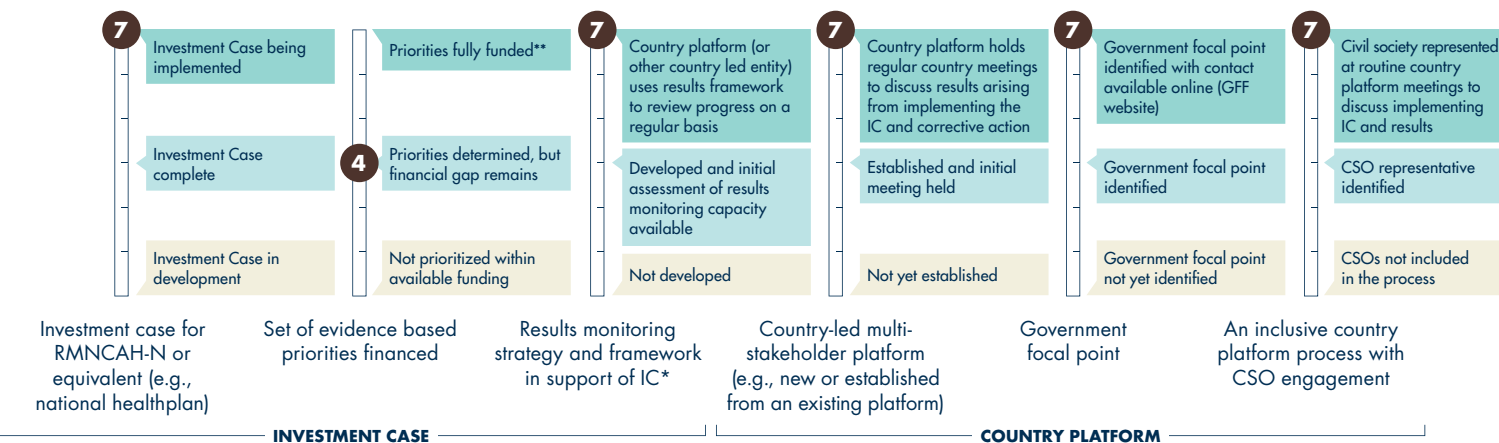 7
Investment Case being
implemented
Investment Case
complete
Investment Case in
development
Investment case for
RMNCAH-N or
equivalent (e.g.,
national healthplan)
Priorities fully funded**
4
Priorities determined, but
financial gap remains
Not prioritized within
available funding
Set of evidence based
priorities financed
7
Country platform (or
other country led entity)
uses results framework
to review progress on a
regular basis
Developed and initial
assessment of results
monitoring capacity
available
Not developed
Results monitoring
strategy and framework
in support of IC*
7
Country platform holds
regular country meetings
to discuss results arising
from implementing the
IC and corrective action
Established and initial
meeting held
Not yet established
Country-led multi-
stakeholder platform
(e.g., new or established
from an existing platform)
7
Government focal point
identified with contact
available online (GFF
website)
Government focal point
identified
Government focal point
not yet identified
Government
focal point
7
Civil society represented
at routine country
platform meetings to
discuss implementing
IC and results
CSO representative
identified
CSOs not included
in the process
An inclusive country
platform process with
CSO engagement
INVESTMENT CASE
COUNTRY PLATFORM